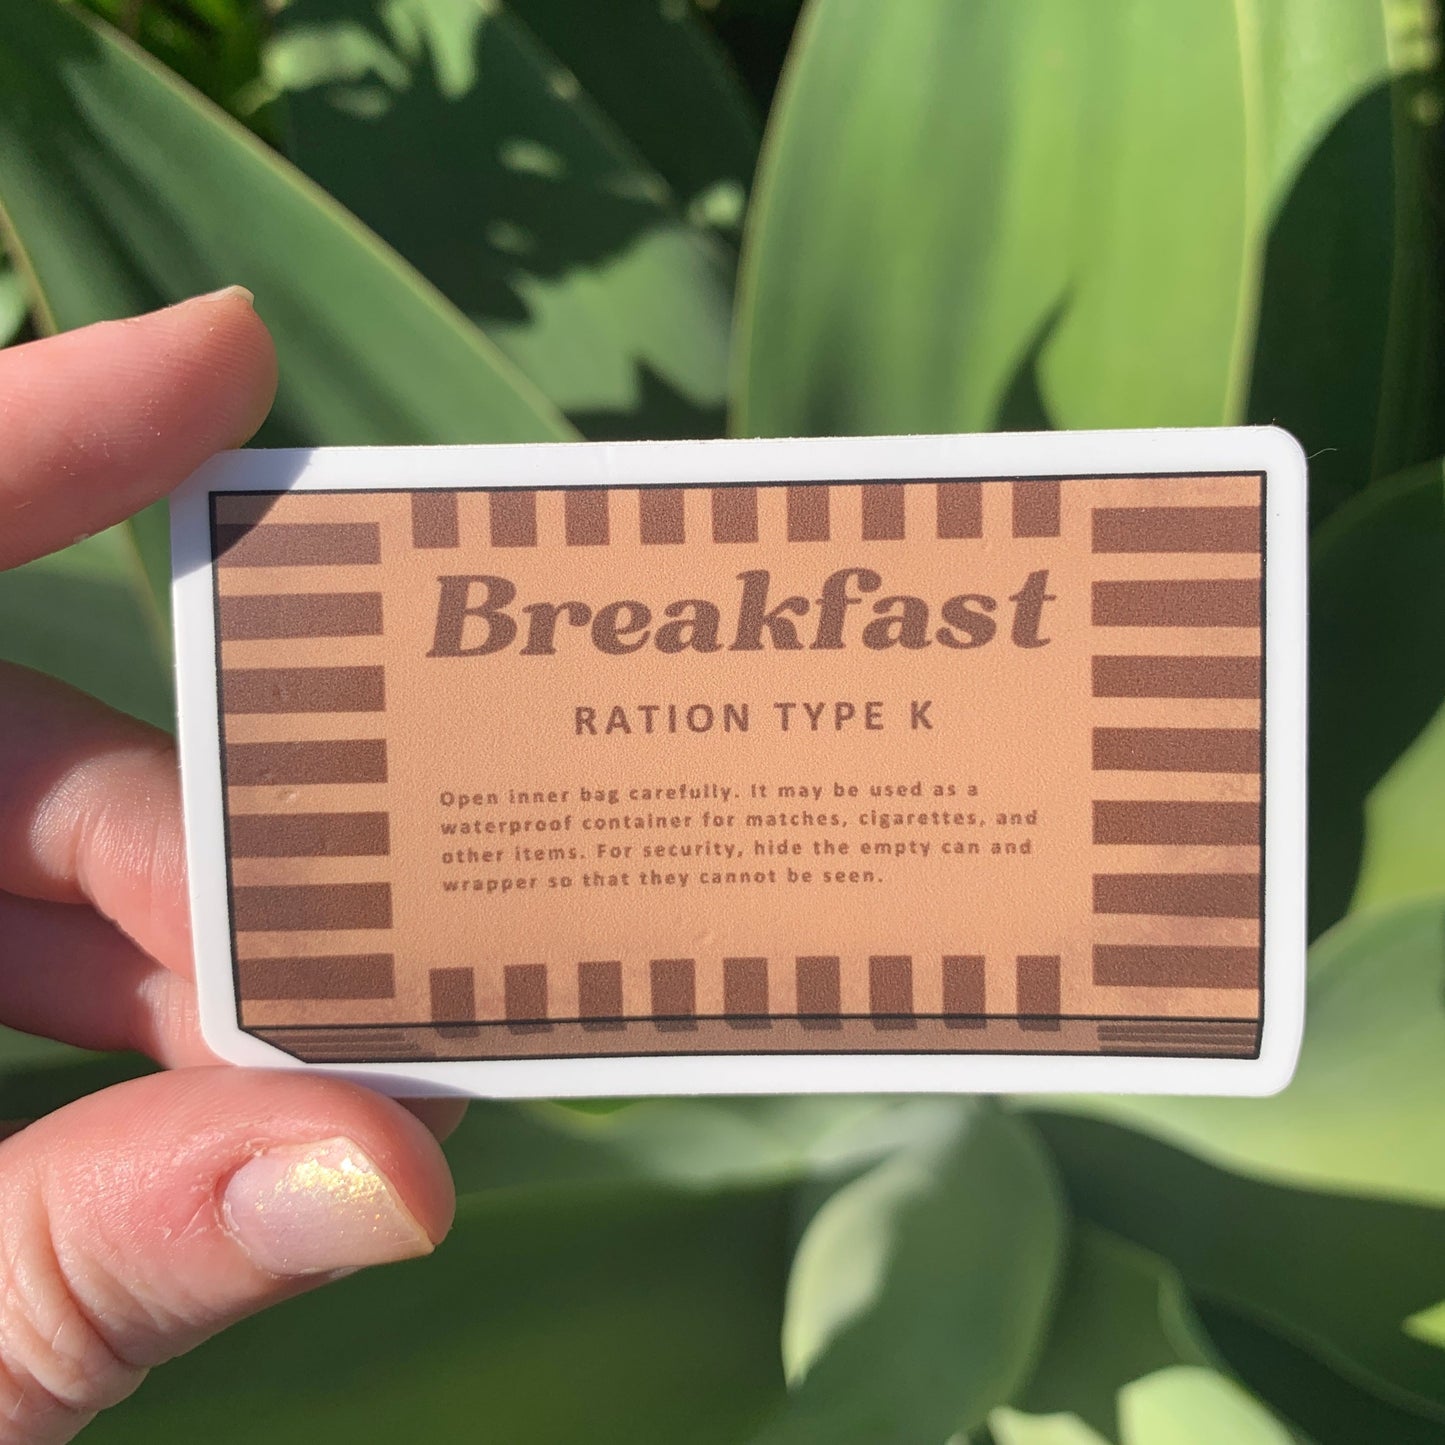 Breakfast
RATION TYPE K
Open inner bag carefully. It may be used as a
waterproof container for matches, cigarettes, and
other items. For security, hide the empty can and
wrapper so that they cannot be seen.